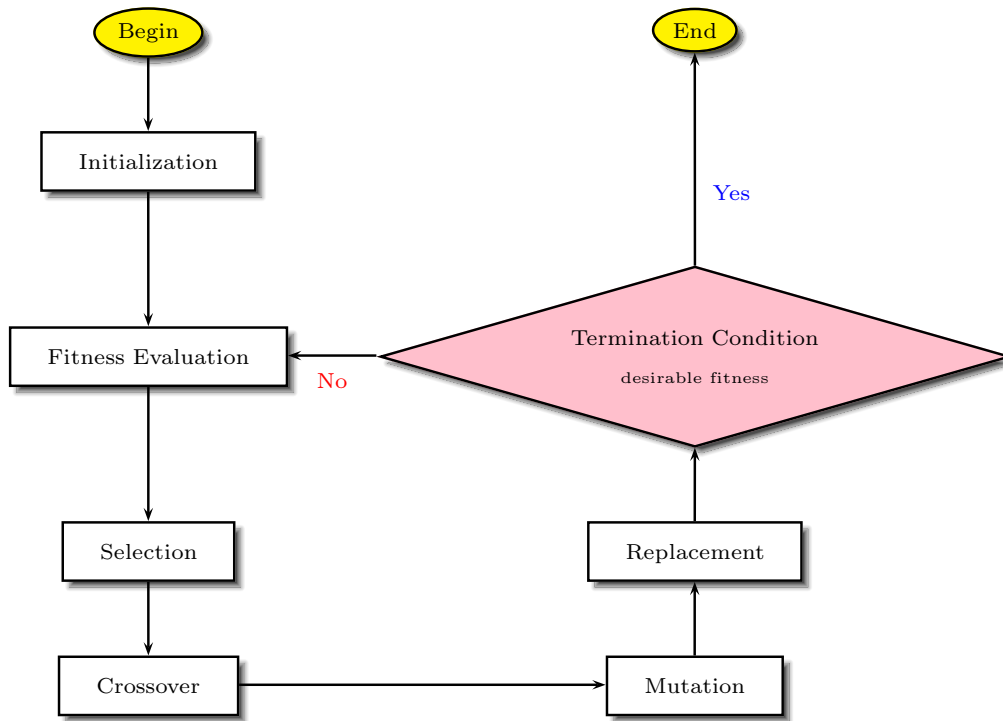 Begin
End
Initialization
Yes
Termination Condition
desirable fitness
Fitness Evaluation
No
Selection
Replacement
Crossover
Mutation